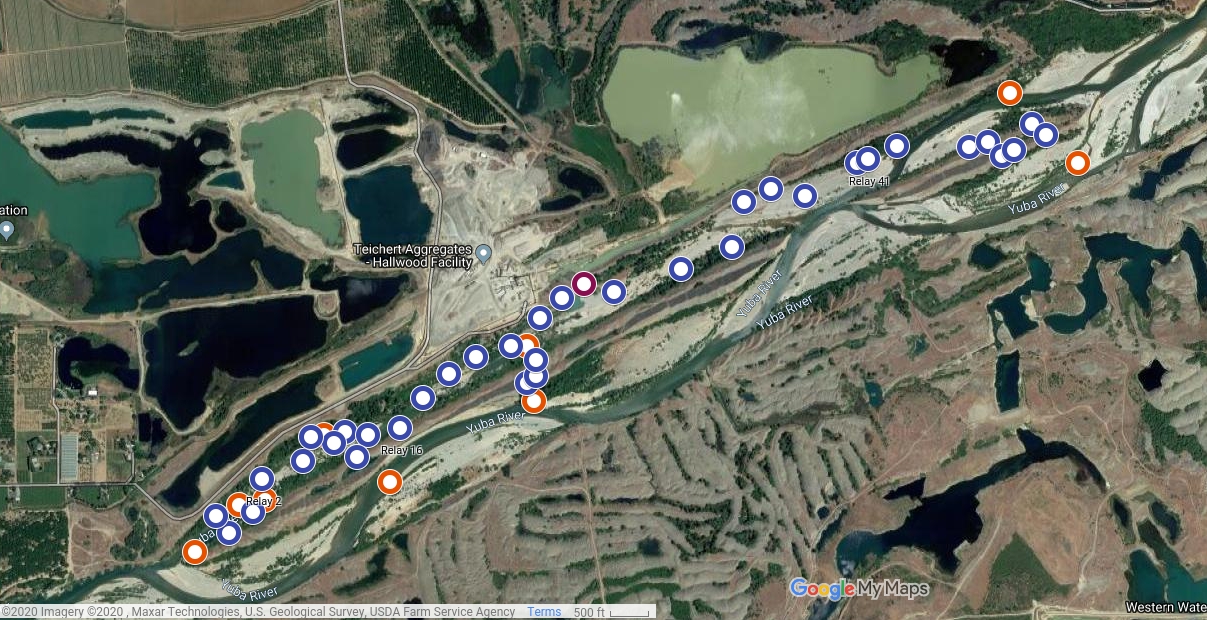 Relay 41
Yuba River
ation
Teichert Aggregates
- Hallwood Facility
Yuba River
Yuba River
Yuba River
Relay 16
Relay 2
uba
Yuba River
Google My Maps
©2020 Imagery ©2020 , Maxar Technologies, U.S. Geological Survey, USDA Farm Service Agency Terms 500 ft
Western Wate